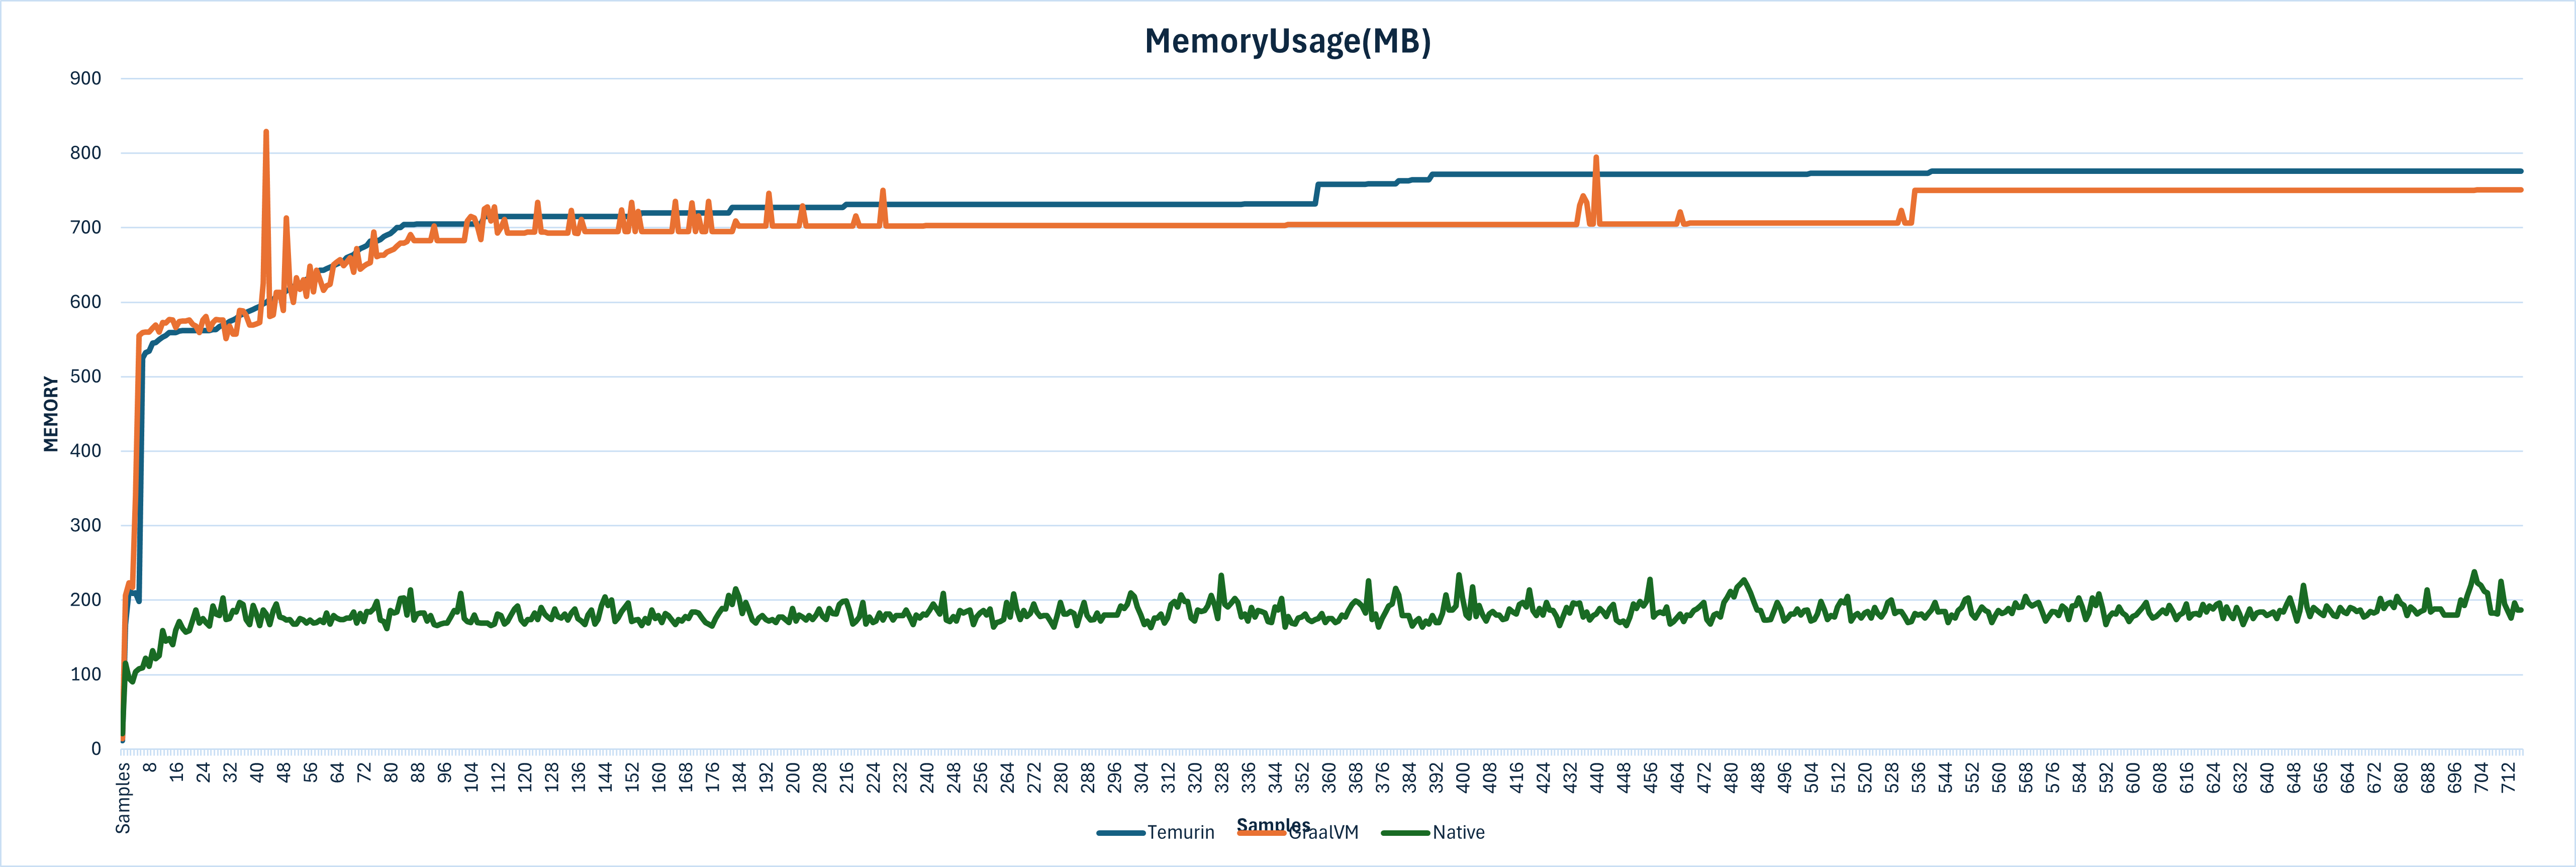 MemoryUsage(MB)
900
800
700
600
500
400
300
200
100
0
MEMORY
Samples 8 16 24 32 40 48 56 64 72 80 88 96 104 112 120 128 136 144 152 160 168 176 184 192 200 208 216 224 232 240 248 256 264 272 280 288 296 304 312 320 328 336 344 352 360 368 376 384 392 400 408 416 424 432 440 448 456 464 472 480 488 496 504 512 520 528 536 544 552 560 568 576 584 592 600 608 616 624 632 640 648 656 664 672 680 688 696 704 712
Samples
Temurin GraalVM Native